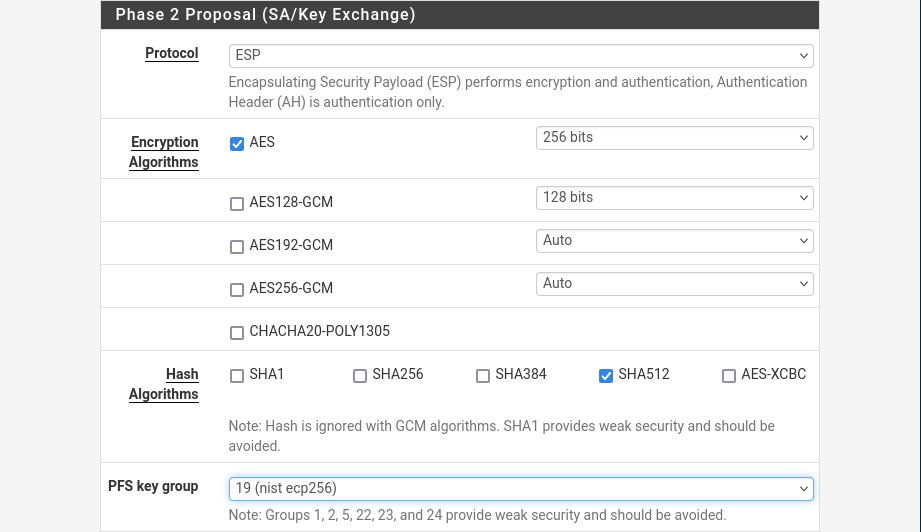 Phase 2 Proposal (SA/Key Exchange)
Protocol
ESP
Encapsulating Security Payload (ESP) performs encryption and authentication, Authentication
Header (AH) is authentication only.
Encryption
Algorithms
AES
256 bits
AES128-GCM
128 bits
AES192-GCM
Auto
AES256-GCM
Auto
CHACHA20-POLY1305
Hash
Algorithms
SHA1
SHA256
SHA384
SHA512
AES-XCBC
Note: Hash is ignored with GCM algorithms. SHA1 provides weak security and should be
avoided.
PFS key group
19 (nist ecp256)
Note: Groups 1, 2, 5, 22, 23, and 24 provide weak security and should be avoided.